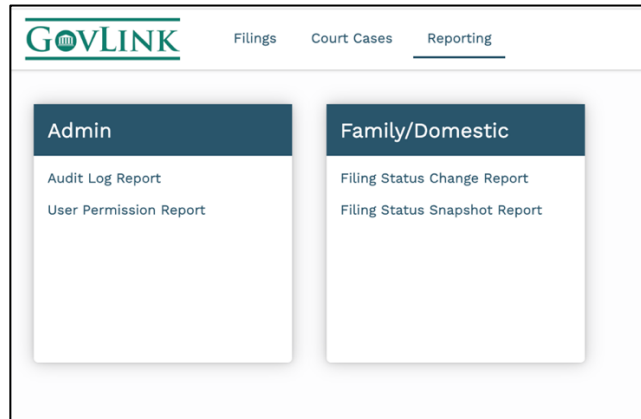 GOVLINK
Filings Court Cases Reporting
Admin
Audit Log Report
User Permission Report
Family/Domestic
Filing Status Change Report
Filing Status Snapshot Report